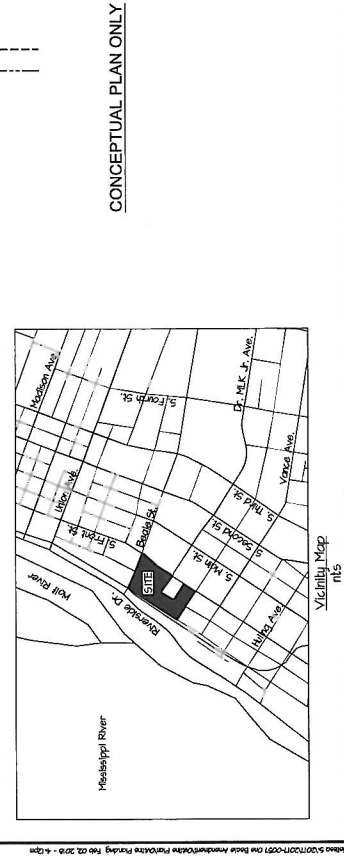 CONCEPTUAL PLAN ONLY
Madison Ave.
Union Ave.
S. Fourth St.
S. Front St.
Beale St.
Dr. MLK Jr. Ave.
Vance Ave.
S. Third St.
S. Second St.
S. Main St.
Huling Ave.
SITE
Riverside Dr.
Wolf River
Mississippi River
Vicinity Map
nts